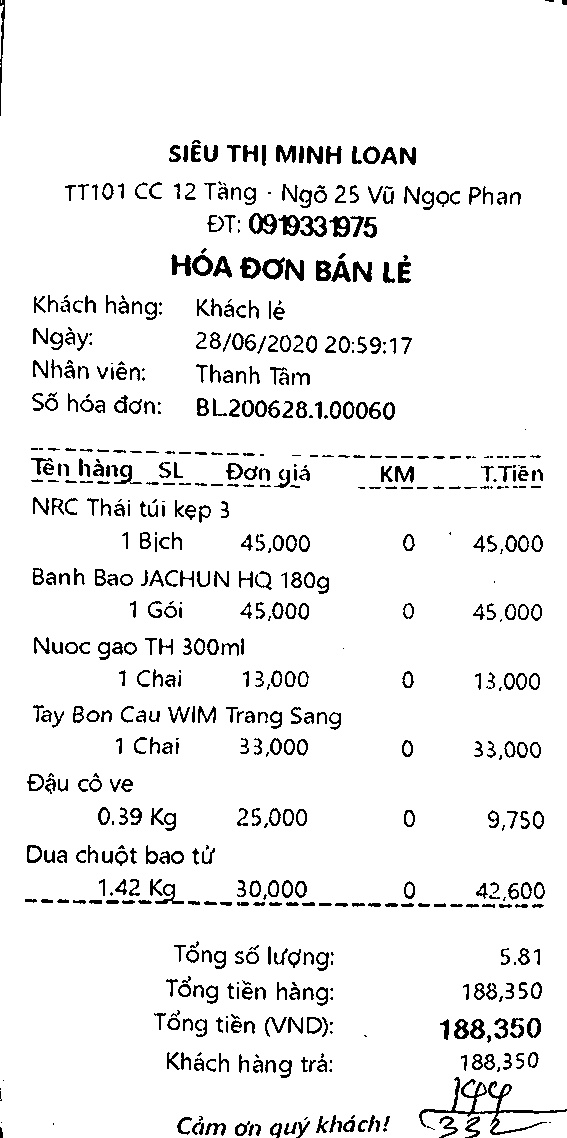 SIÊU THỊ MINH LOAN
TT101 CC 12 Tầng - Ngõ 25 Vũ Ngọc Phan
ĐT: 0919331975
HÓA ĐƠN BÁN LẺ
Khách hàng: Khách lẻ
Ngày: 28/06/2020 20:59:17
Nhân viên: Thanh Tâm
Số hóa đơn: BL200628.1.00060
Tên hàng SL Đơn giá KM T.Tiền
NRC Thái túi kẹp 3
1 Bịch 45,000 0 45,000
Banh Bao JACHUN HQ 180g
1 Gói 45,000 0 45,000
Nuoc gao TH 300ml
1 Chai 13,000 0 13,000
Tay Bon Cau WIM Trang Sang
1 Chai 33,000 0 33,000
Đậu cô ve
0.39 Kg 25,000 0 9,750
Dua chuột bao tử
1.42 Kg 30,000 0 42,600
Tổng số lượng: 5.81
Tổng tiền hàng: 188,350
Tổng tiền (VND): 188,350
Khách hàng trả: 188,350
144
Cảm ơn quý khách! 332